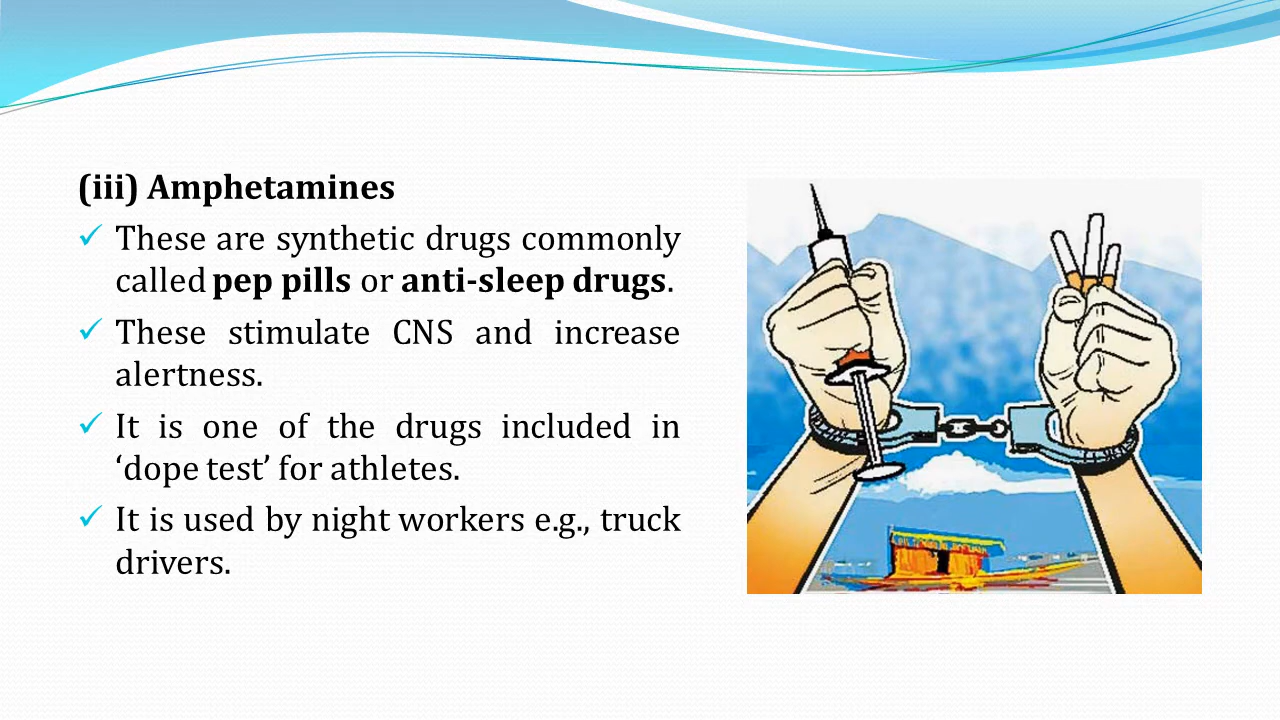 (iii) Amphetamines
✓ These are synthetic drugs commonly
called pep pills or anti-sleep drugs.
✓ These stimulate CNS and increase
alertness.
✓ It is one of the drugs included in
‘dope test’ for athletes.
✓ It is used by night workers e.g., truck
drivers.